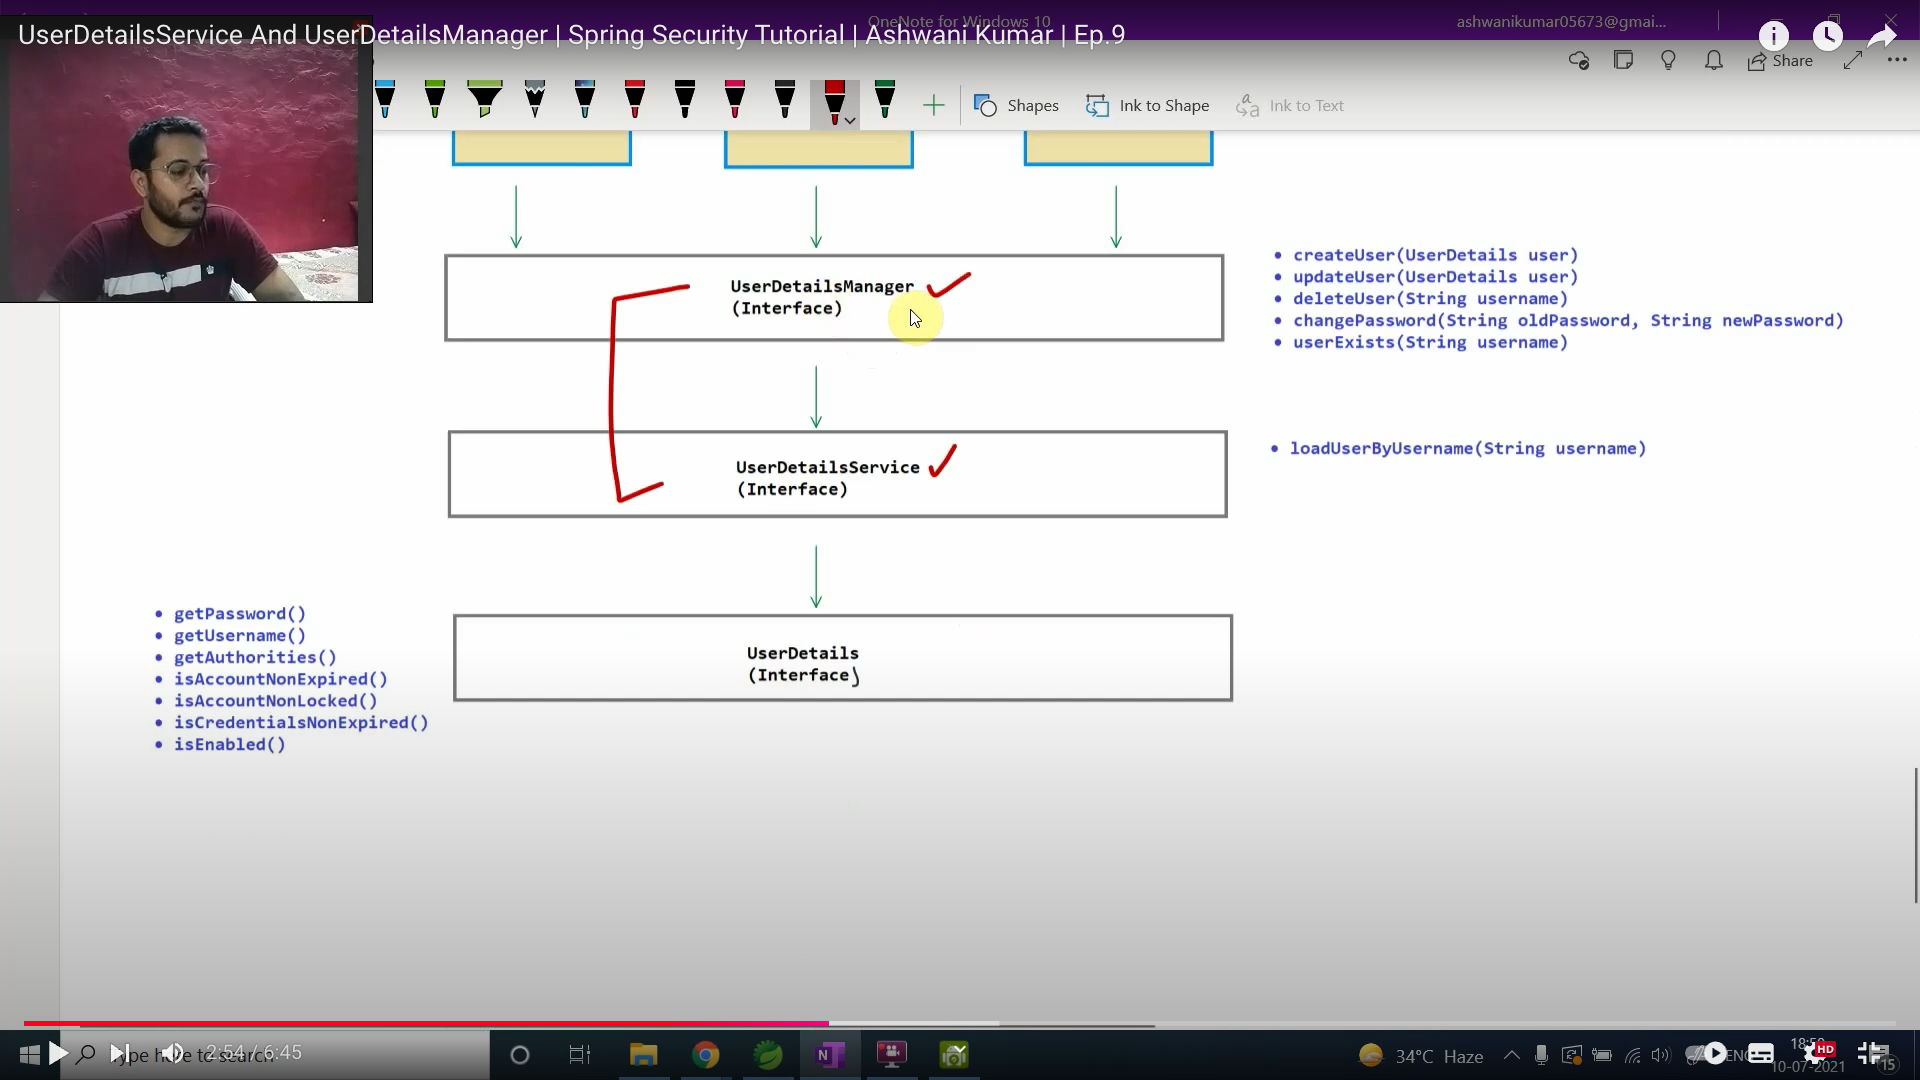 OneNote for Windows 10
ashwanikumar05673@gmai...
UserDetailsService And UserDetailsManager | Spring Security Tutorial | Ashwani Kumar | Ep.9
Share
Shapes
Ink to Shape
Ink to Text
UserDetailsManager
(Interface)
• createUser(UserDetails user)
• updateUser(UserDetails user)
• deleteUser(String username)
• changePassword(String oldPassword, String newPassword)
• userExists(String username)
UserDetailsService
(Interface)
• loadUserByUsername(String username)
• getPassword()
• getUsername()
• getAuthorities()
• isAccountNonExpired()
• isAccountNonLocked()
• isCredentialsNonExpired()
• isEnabled()
UserDetails
(Interface)
Type here to search
2:54 / 6:45
N
34°C Haze
ENG
HD
10-07-2021
15